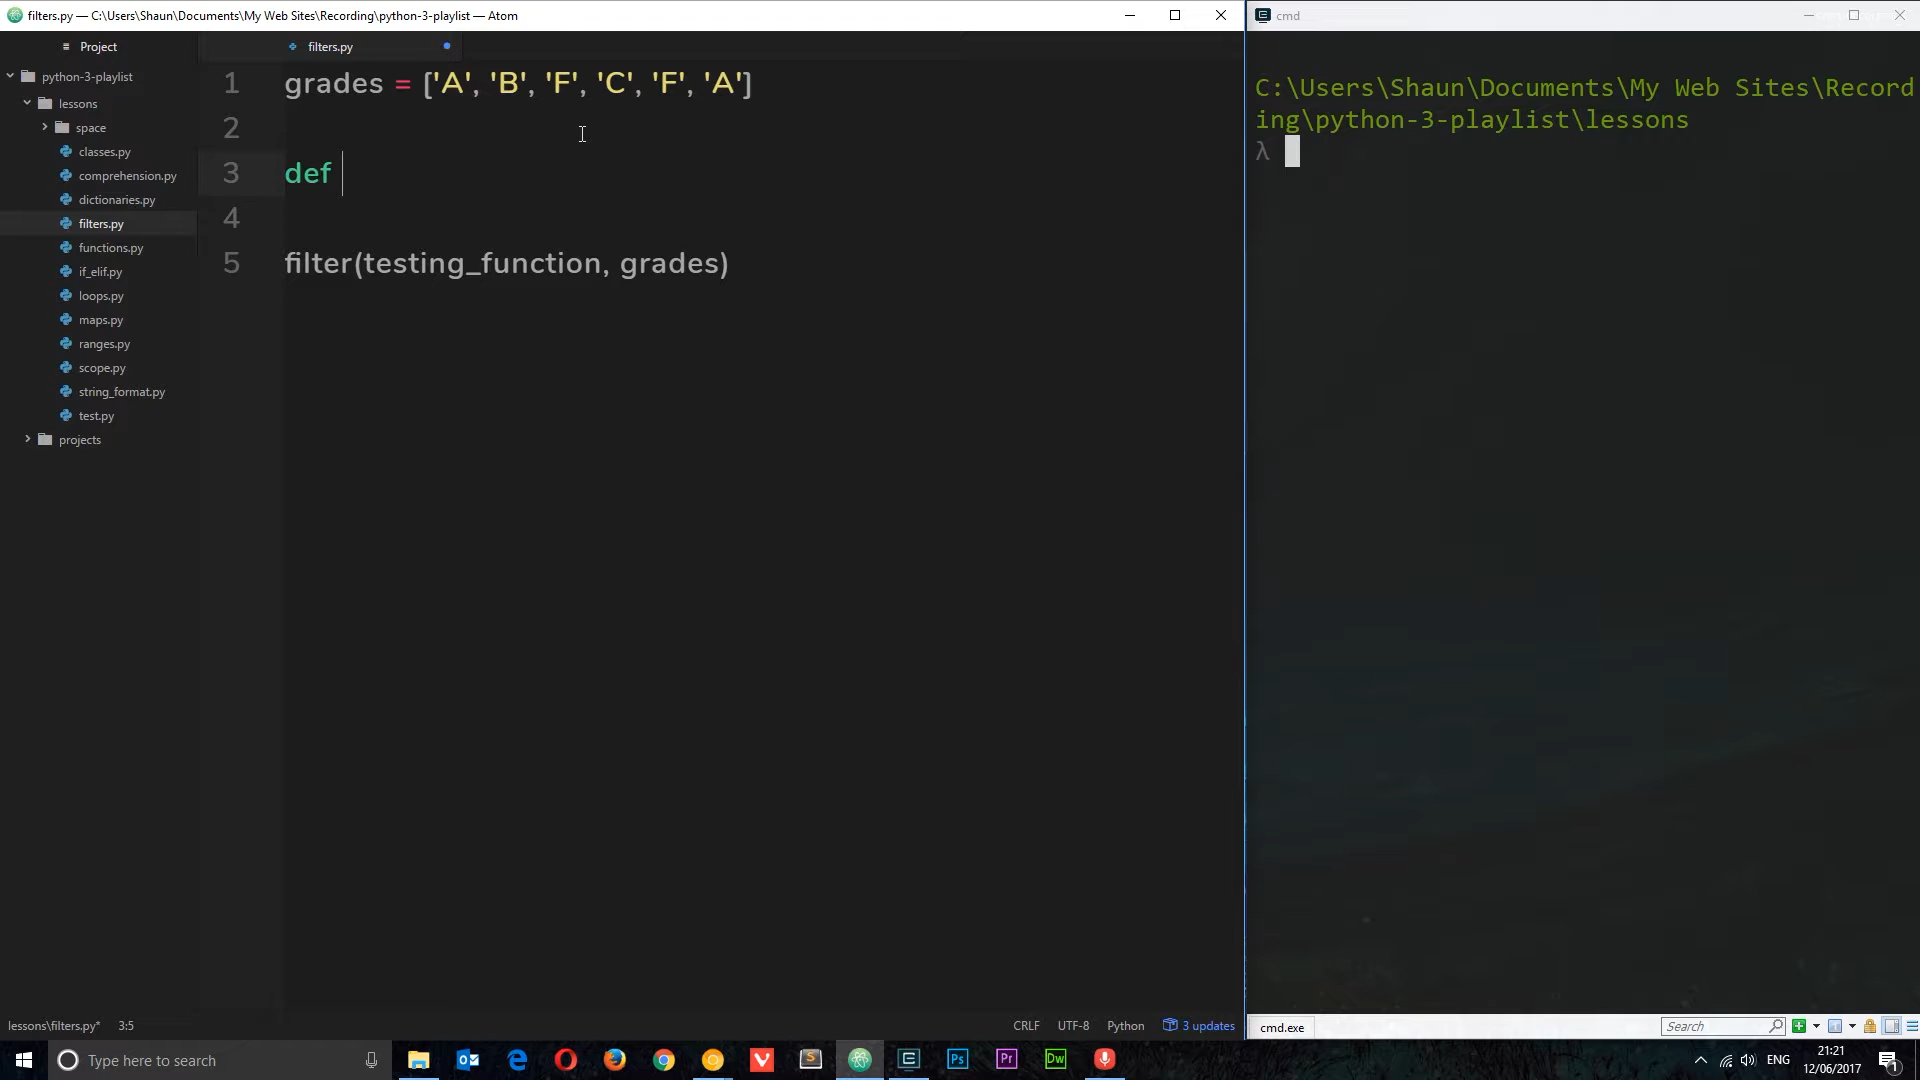 filters.py — C:\Users\Shaun\Documents\My Web Sites\Recording\python-3-playlist — Atom
Project
filters.py
python-3-playlist
lessons
space
classes.py
comprehension.py
dictionaries.py
filters.py
functions.py
if_elif.py
loops.py
maps.py
ranges.py
scope.py
string_format.py
test.py
projects
1 grades = ['A', 'B', 'F', 'C', 'F', 'A']
2
3 def
4
5 filter(testing_function, grades)
lessons\filters.py* 3:5
CRLF UTF-8 Python 3 updates
cmd
C:\Users\Shaun\Documents\My Web Sites\Record
ing\python-3-playlist\lessons
λ
cmd.exe
Search
Type here to search
Ps
Pr
Dw
ENG
21:21
12/06/2017
1